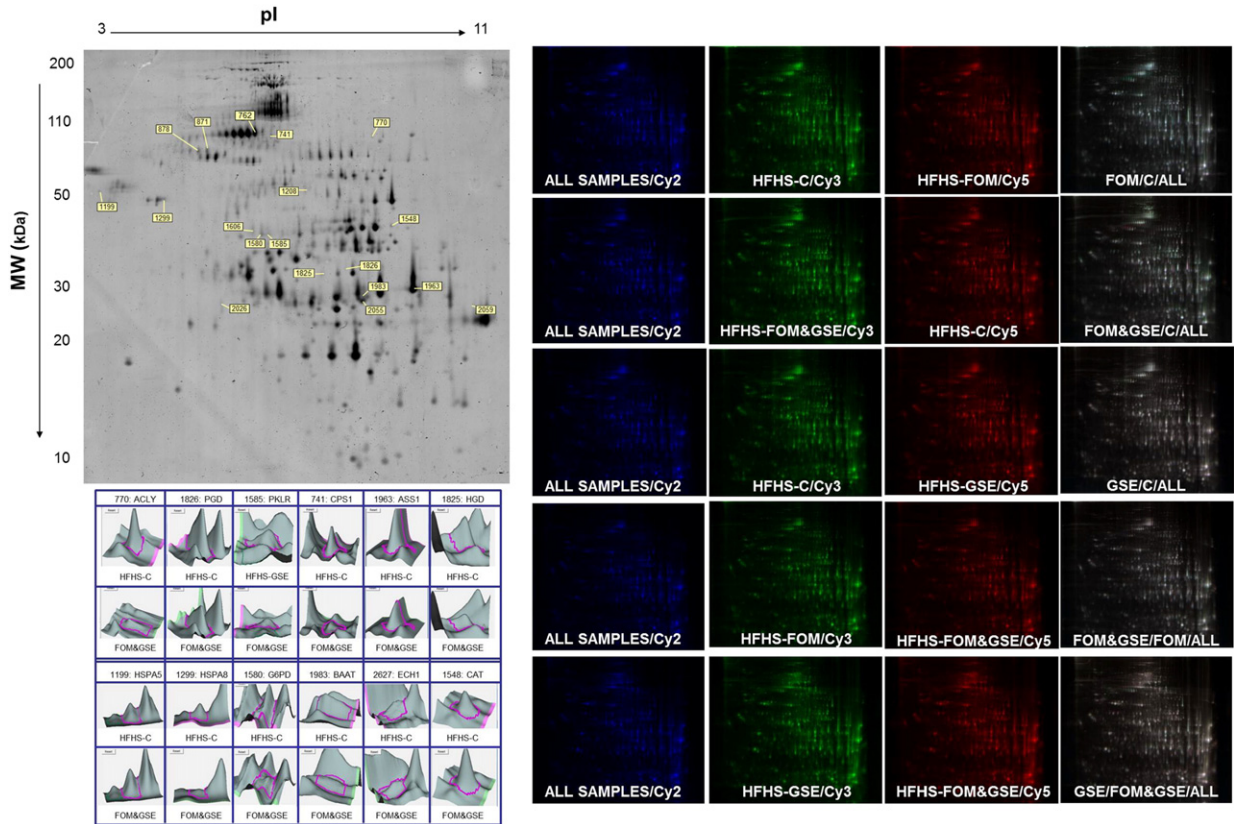 pI
3
11
200
110
50
30
20
10
MW (kDa)
878
871
762
741
770
1199
1299
1208
1548
1606
1580
1585
1825
1826
1983
1963
2026
2055
2059
770: ACLY
1826: PGD
1585: PKLR
741: CPS1
1963: ASS1
1825: HGD
HFHS-C
HFHS-C
HFHS-GSE
HFHS-C
HFHS-C
HFHS-C
FOM&GSE
FOM&GSE
FOM&GSE
FOM&GSE
FOM&GSE
FOM&GSE
1199: HSPA5
1299: HSPA8
1580: G6PD
1983: BAAT
2627: ECH1
1548: CAT
HFHS-C
HFHS-C
HFHS-C
HFHS-C
HFHS-C
HFHS-C
FOM&GSE
FOM&GSE
FOM&GSE
FOM&GSE
FOM&GSE
FOM&GSE
ALL SAMPLES/Cy2
HFHS-C/Cy3
HFHS-FOM/Cy5
FOM/C/ALL
ALL SAMPLES/Cy2
HFHS-FOM&GSE/Cy3
HFHS-C/Cy5
FOM&GSE/C/ALL
ALL SAMPLES/Cy2
HFHS-C/Cy3
HFHS-GSE/Cy5
GSE/C/ALL
ALL SAMPLES/Cy2
HFHS-FOM/Cy3
HFHS-FOM&GSE/Cy5
FOM&GSE/FOM/ALL
ALL SAMPLES/Cy2
HFHS-GSE/Cy3
HFHS-FOM&GSE/Cy5
GSE/FOM&GSE/ALL